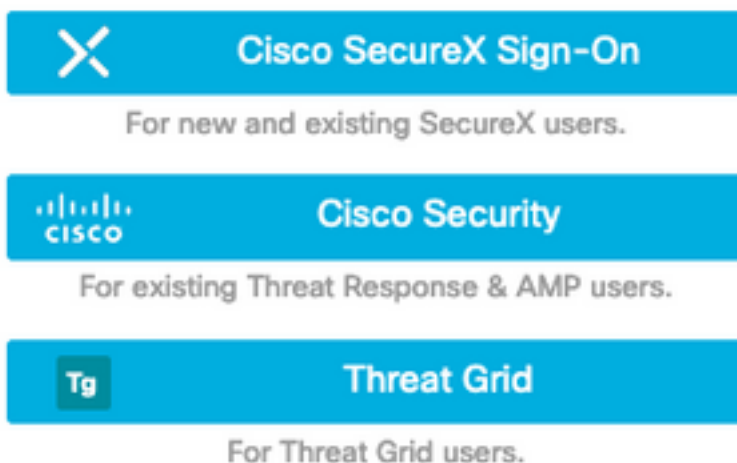 Cisco SecureX Sign-On
For new and existing SecureX users.
CISCO Cisco Security
For existing Threat Response & AMP users.
Tg Threat Grid
For Threat Grid users.